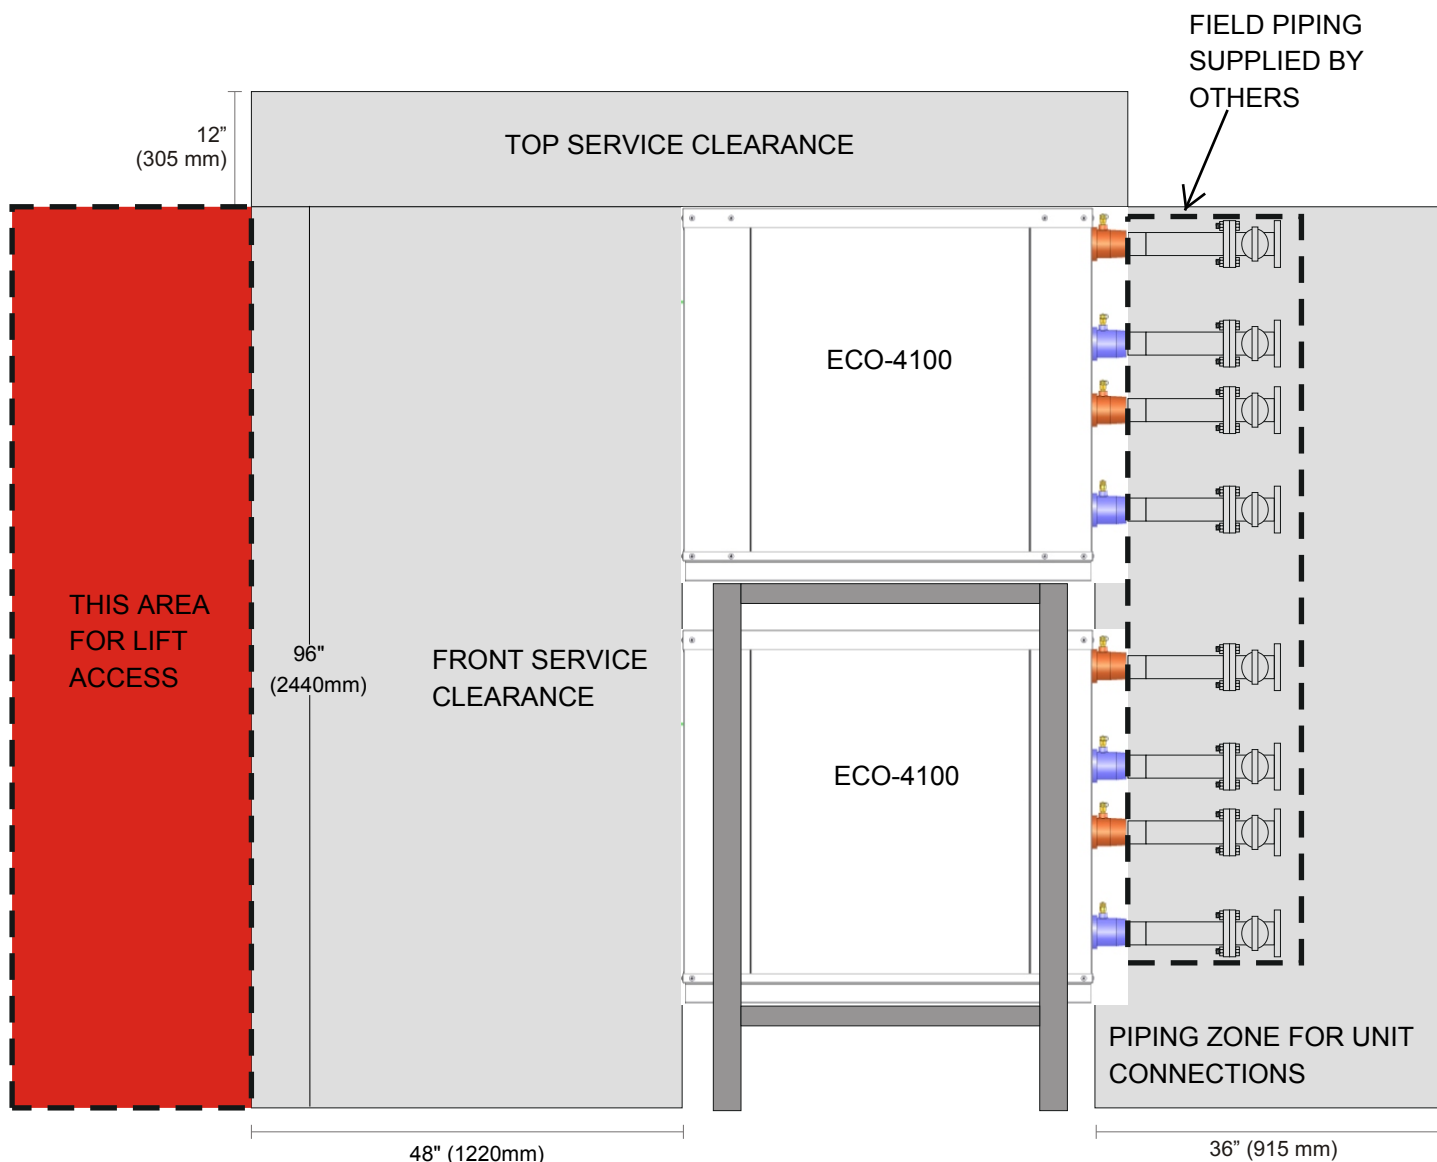 FIELD PIPING
SUPPLIED BY
OTHERS
12”
(305 mm)
TOP SERVICE CLEARANCE
ECO-4100
THIS AREA
FOR LIFT
ACCESS
96"
(2440mm)
FRONT SERVICE
CLEARANCE
ECO-4100
PIPING ZONE FOR UNIT
CONNECTIONS
48" (1220mm)
36” (915 mm)